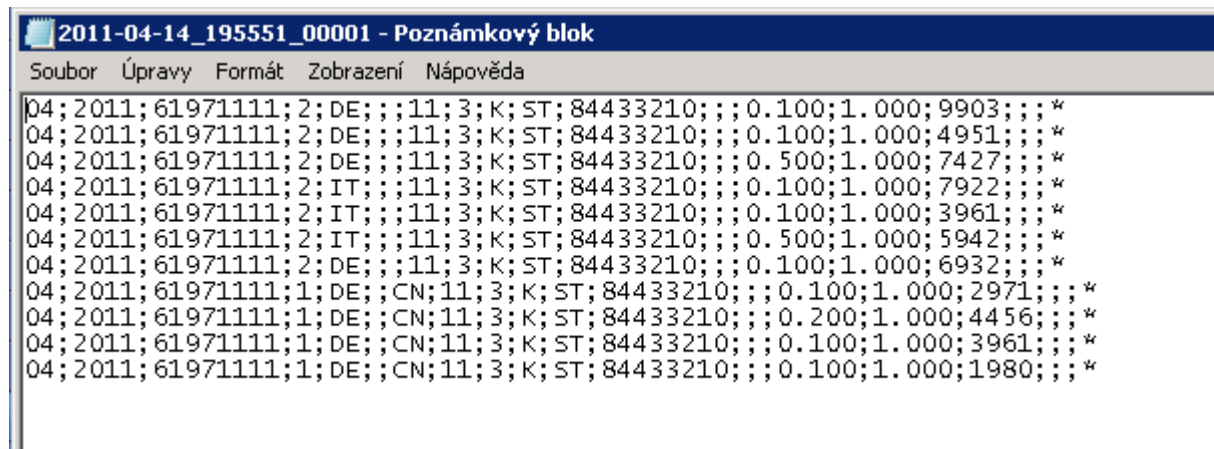 2011-04-14_195551_00001 - Poznámkový blok
Soubor Úpravy Formát Zobrazení Nápověda
04;2011;61971111;2;DE;;;11;3;K;ST;84433210;;;0.100;1.000;9903;;;*
04;2011;61971111;2;DE;;;11;3;K;ST;84433210;;;0.100;1.000;4951;;;*
04;2011;61971111;2;DE;;;11;3;K;ST;84433210;;;0.500;1.000;7427;;;*
04;2011;61971111;2;IT;;;11;3;K;ST;84433210;;;0.100;1.000;7922;;;*
04;2011;61971111;2;IT;;;11;3;K;ST;84433210;;;0.100;1.000;3961;;;*
04;2011;61971111;2;IT;;;11;3;K;ST;84433210;;;0.500;1.000;5942;;;*
04;2011;61971111;2;DE;;;11;3;K;ST;84433210;;;0.100;1.000;6932;;;*
04;2011;61971111;1;DE;;CN;11;3;K;ST;84433210;;;0.100;1.000;2971;;;*
04;2011;61971111;1;DE;;CN;11;3;K;ST;84433210;;;0.200;1.000;4456;;;*
04;2011;61971111;1;DE;;CN;11;3;K;ST;84433210;;;0.100;1.000;3961;;;*
04;2011;61971111;1;DE;;CN;11;3;K;ST;84433210;;;0.100;1.000;1980;;;*